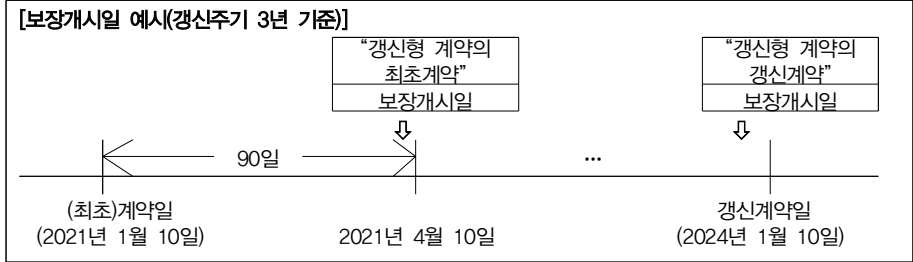 [보장개시일 예시(갱신주기 3년 기준)]
“갱신형 계약의
최초계약”
보장개시일
“갱신형 계약의
갱신계약”
보장개시일
90일
...
(최초)계약일
(2021년 1월 10일)
2021년 4월 10일
갱신계약일
(2024년 1월 10일)